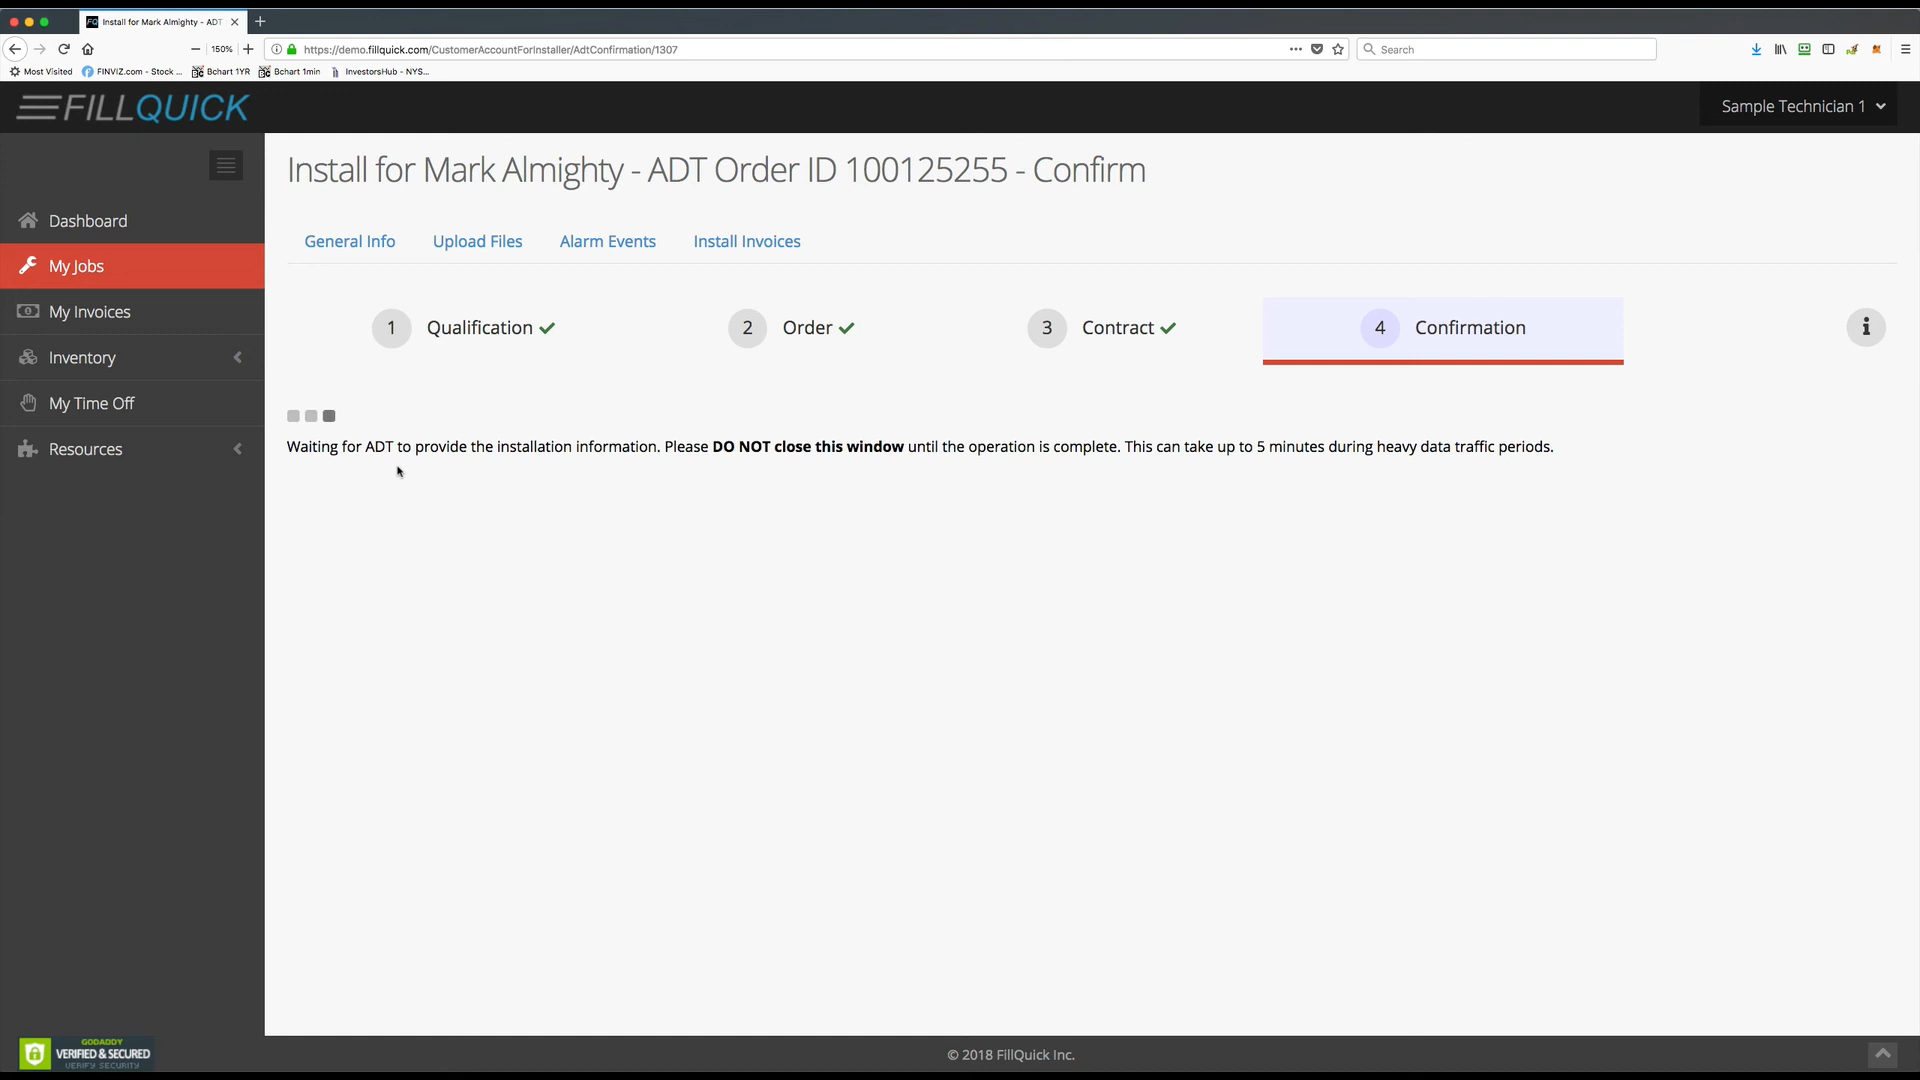 Install for Mark Almighty - ADT
150%
https://demo.fillquick.com/CustomerAccountForInstaller/AdtConfirmation/1307
Search
Most Visited
FINVIZ.com - Stock ...
Bchart 1YR
Bchart 1min
InvestorsHub - NYS...
FILLQUICK
Sample Technician 1
Install for Mark Almighty - ADT Order ID 100125255 - Confirm
Dashboard
My Jobs
My Invoices
Inventory
My Time Off
Resources
General Info
Upload Files
Alarm Events
Install Invoices
1 Qualification
2 Order
3 Contract
4 Confirmation
Waiting for ADT to provide the installation information. Please DO NOT close this window until the operation is complete. This can take up to 5 minutes during heavy data traffic periods.
GODADDY
VERIFIED & SECURED
VERIFY SECURITY
© 2018 FillQuick Inc.